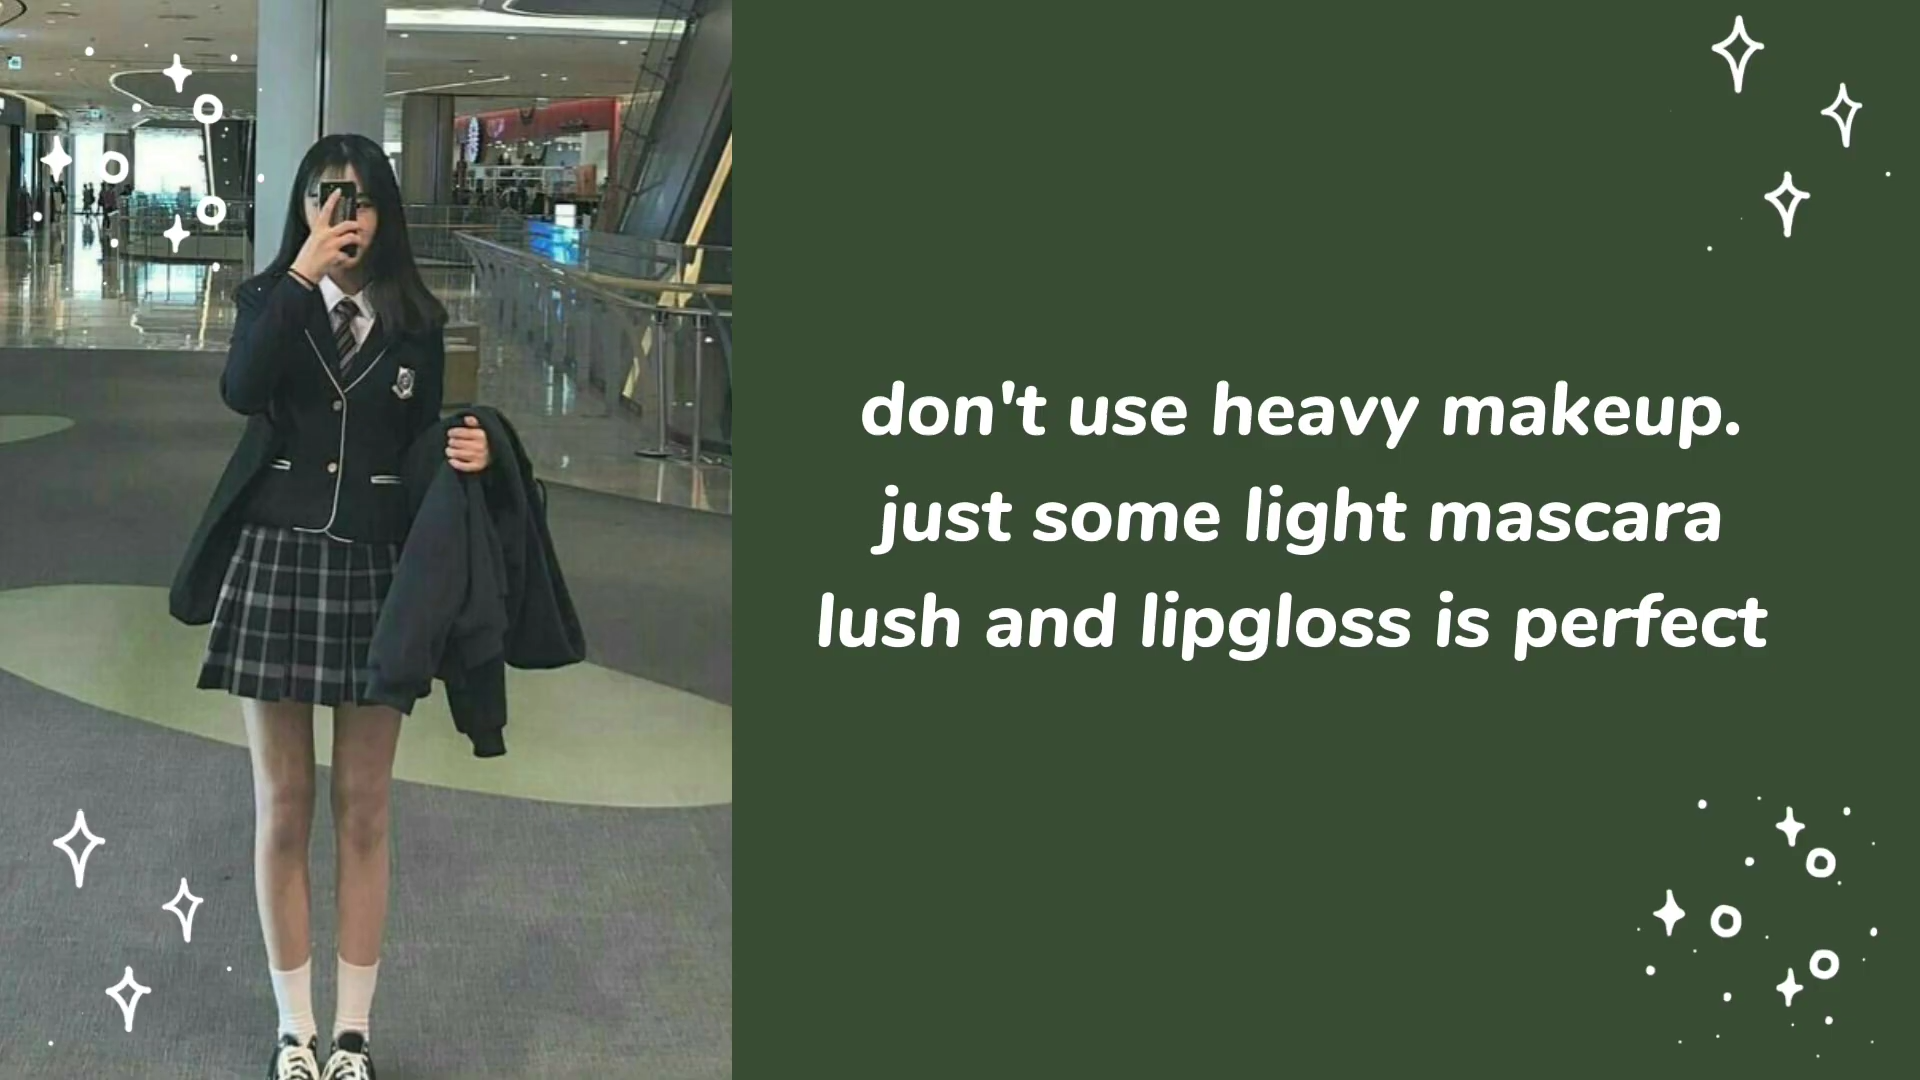 don't use heavy makeup.
just some light mascara
lush and lipgloss is perfect